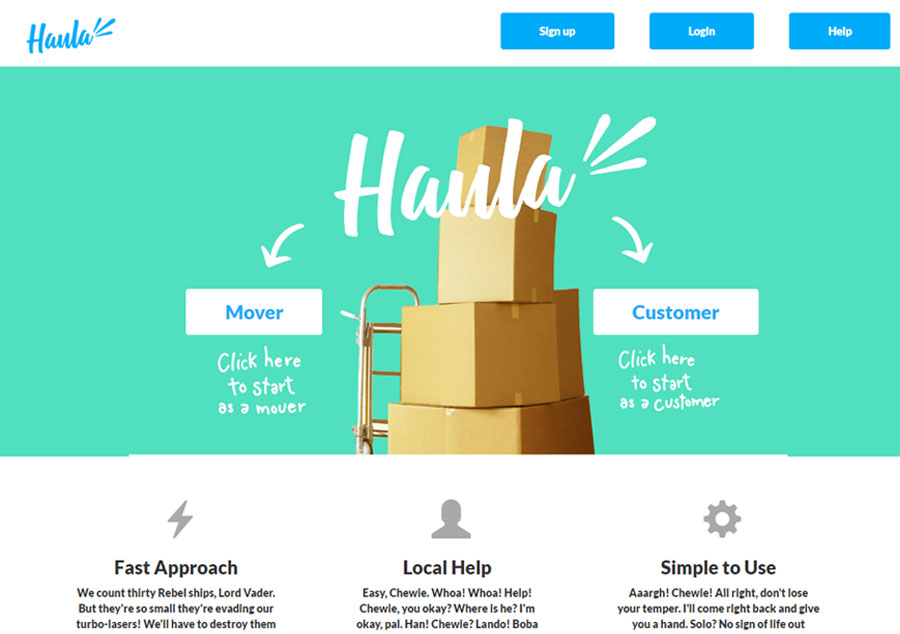 Haula
Sign up
Login
Help
Haula
Mover
Customer
Click here
to start
as a mover
Click here
to start
as a customer
Fast Approach
We count thirty Rebel ships, Lord Vader.
But they're so small they're evading our
turbo-lasers! We'll have to destroy them
Local Help
Easy, Chewie. Whoa! Whoa! Help!
Chewie, you okay? Where is he? I'm
okay, pal. Han! Chewie? Lando! Boba
Simple to Use
Aaargh! Chewie! All right, don't lose
your temper. I'll come right back and give
you a hand. Solo? No sign of life out